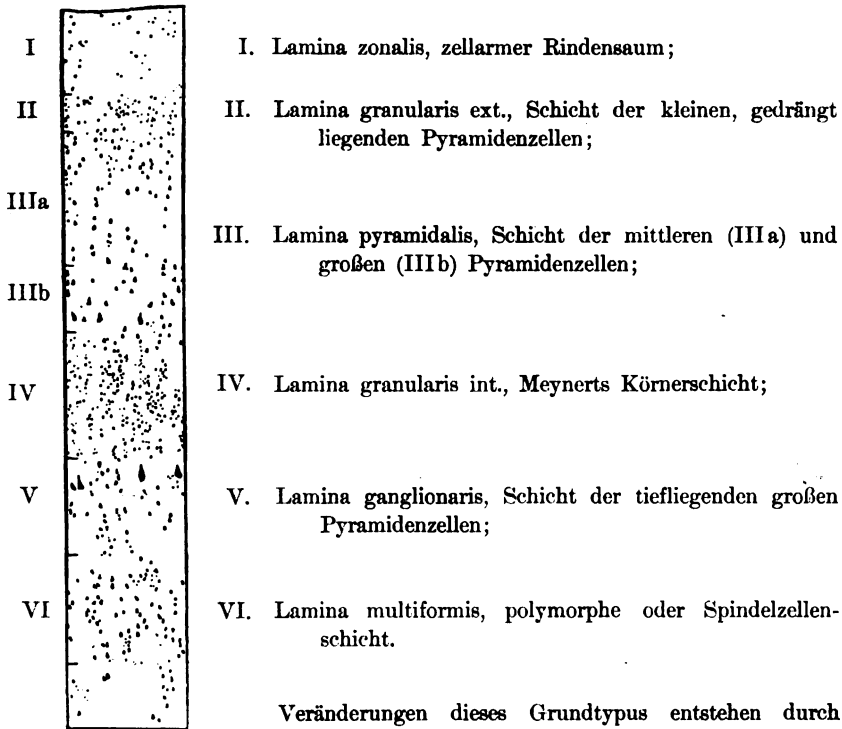 I
II
IIIa
IIIb
IV
V
VI
I. Lamina zonalis, zellarmer Rindensaum;
II. Lamina granularis ext., Schicht der kleinen, gedrängt
liegenden Pyramidenzellen;
III. Lamina pyramidalis, Schicht der mittleren (IIIa) und
großen (IIIb) Pyramidenzellen;
IV. Lamina granularis int., Meynerts Körnerschicht;
V. Lamina ganglionaris, Schicht der tiefliegenden großen
Pyramidenzellen;
VI. Lamina multiformis, polymorphe oder Spindelzellen-
schicht.
Veränderungen dieses Grundtypus entstehen durch